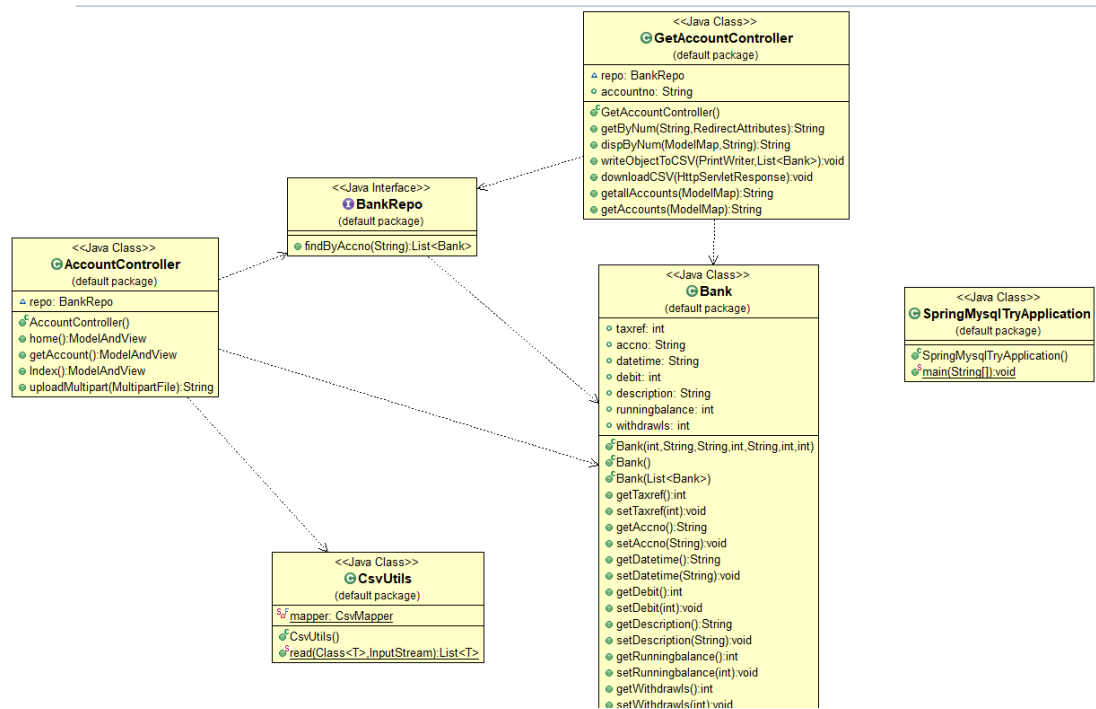 <<Java Class>>
GetAccountController
(default package)
repo: BankRepo
accountno: String
GetAccountController()
getByNum(String,RedirectAttributes):String
dispByNum(ModelMap,String):String
writeObjectToCSV(PrintWriter,List<Bank>):void
downloadCSV(HttpServletResponse):void
getallAccounts(ModelMap):String
getAccounts(ModelMap):String
<<Java Interface>>
BankRepo
(default package)
findByAccno(String):List<Bank>
<<Java Class>>
AccountController
(default package)
repo: BankRepo
AccountController()
home():ModelAndView
getAccount():ModelAndView
Index():ModelAndView
uploadMultipart(MultipartFile):String
<<Java Class>>
Bank
(default package)
taxref: int
accno: String
datetime: String
debit: int
description: String
runningbalance: int
withdrawls: int
Bank(int,String,String,int,String,int,int)
Bank()
Bank(List<Bank>)
getTaxref():int
setTaxref(int):void
getAccno():String
setAccno(String):void
getDatetime():String
setDatetime(String):void
getDebit():int
setDebit(int):void
getDescription():String
setDescription(String):void
getRunningbalance():int
setRunningbalance(int):void
getWithdrawls():int
setWithdrawls(int):void
<<Java Class>>
SpringMysqlTryApplication
(default package)
SpringMysqlTryApplication()
main(String[]):void
<<Java Class>>
CsvUtils
(default package)
mapper: CsvMapper
CsvUtils()
read(Class<T>,InputStream):List<T>